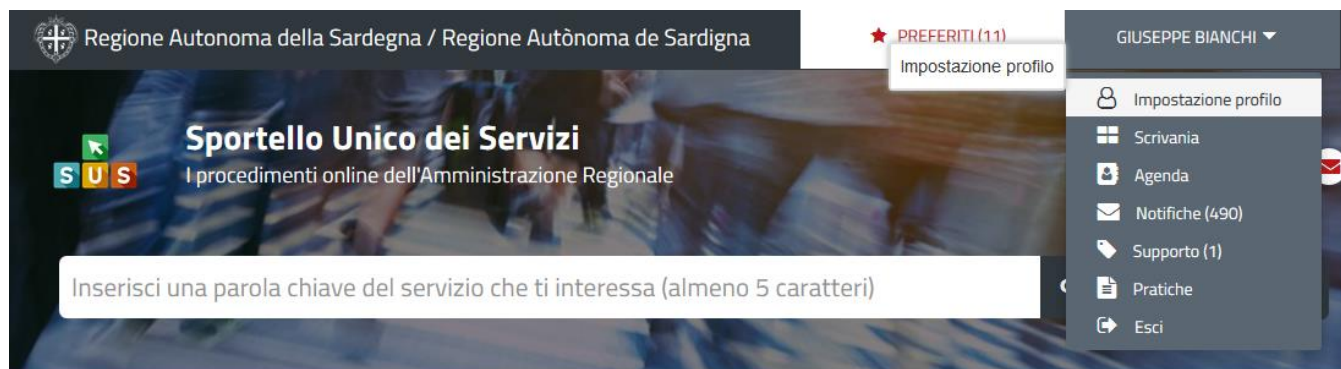 Regione Autonoma della Sardegna / Regione Autònoma de Sardigna
PREFERITI (11)
GIUSEPPE BIANCHI
Impostazione profilo
Impostazione profilo
Scrivania
Agenda
Notifiche (490)
Supporto (1)
Pratiche
Esci
SUS
Sportello Unico dei Servizi
I procedimenti online dell'Amministrazione Regionale
Inserisci una parola chiave del servizio che ti interessa (almeno 5 caratteri)